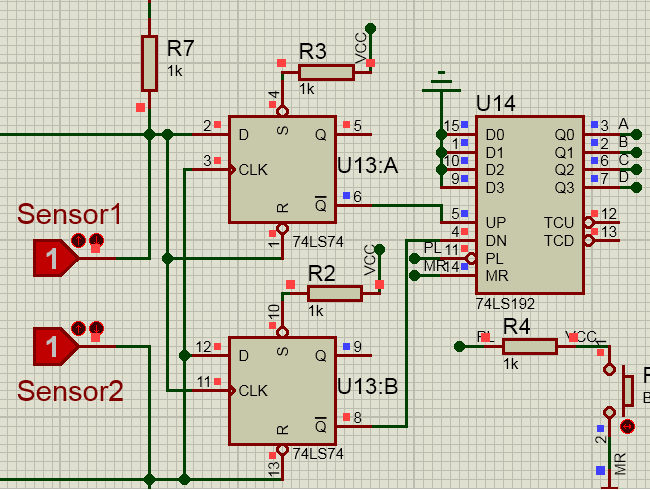 R7
1k
R3
1k
VCC
4
2 D S Q 5
3 CLK
Q 6
R
1
U13:A
74LS74
Sensor1
1
U14
15 D0 Q0 3 A
1 D1 Q1 2 B
10 D2 Q2 6 C
9 D3 Q3 7 D
5 UP TCU 12
4 DN TCD 13
PL 11 PL
MR 14 MR
74LS192
R2
1k
VCC
10
12 D S Q 9
11 CLK
Q 8
R
13
U13:B
74LS74
1
Sensor2
PL
R4
1k
VCC
1
2
MR